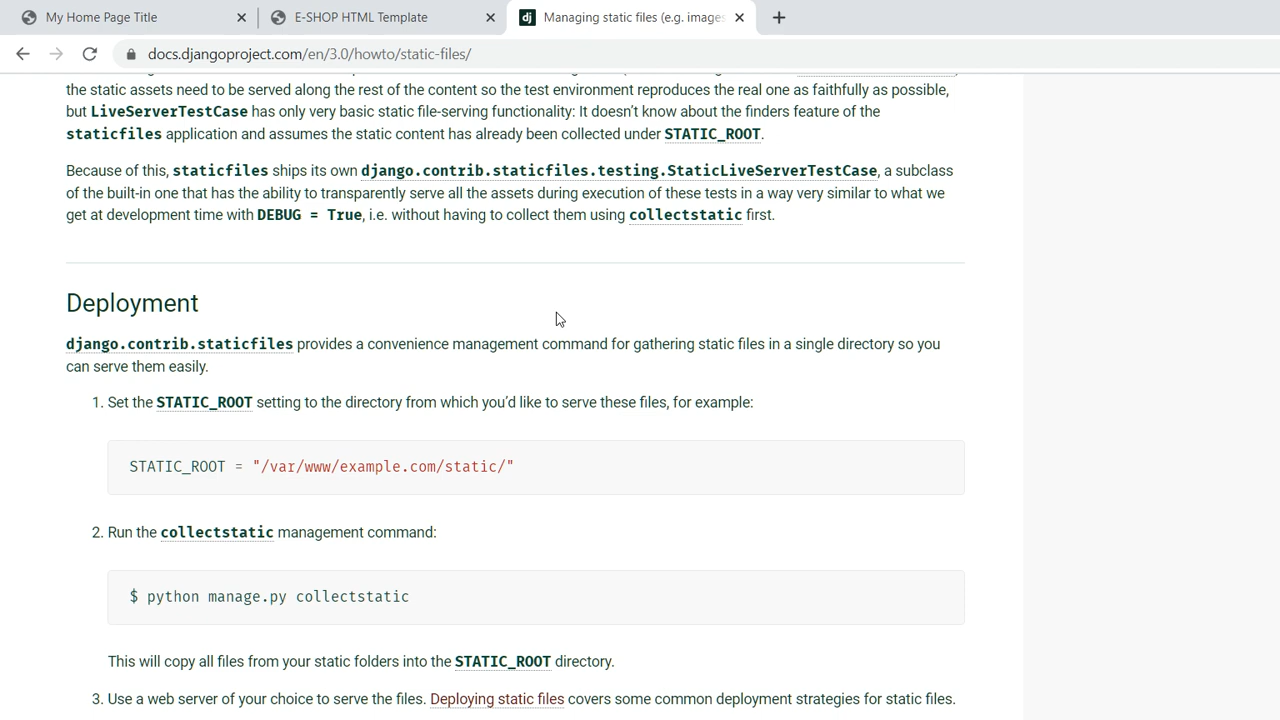 My Home Page Title
E-SHOP HTML Template
dj Managing static files (e.g. images
docs.djangoproject.com/en/3.0/howto/static-files/
the static assets need to be served along the rest of the content so the test environment reproduces the real one as faithfully as possible,
but LiveServerTestCase has only very basic static file-serving functionality: It doesn't know about the finders feature of the
staticfiles application and assumes the static content has already been collected under STATIC_ROOT.
Because of this, staticfiles ships its own django.contrib.staticfiles.testing.StaticLiveServerTestCase, a subclass
of the built-in one that has the ability to transparently serve all the assets during execution of these tests in a way very similar to what we
get at development time with DEBUG = True, i.e. without having to collect them using collectstatic first.
Deployment
django.contrib.staticfiles provides a convenience management command for gathering static files in a single directory so you
can serve them easily.
1. Set the STATIC_ROOT setting to the directory from which you'd like to serve these files, for example:
STATIC_ROOT = "/var/www/example.com/static/"
2. Run the collectstatic management command:
$ python manage.py collectstatic
This will copy all files from your static folders into the STATIC_ROOT directory.
3. Use a web server of your choice to serve the files. Deploying static files covers some common deployment strategies for static files.